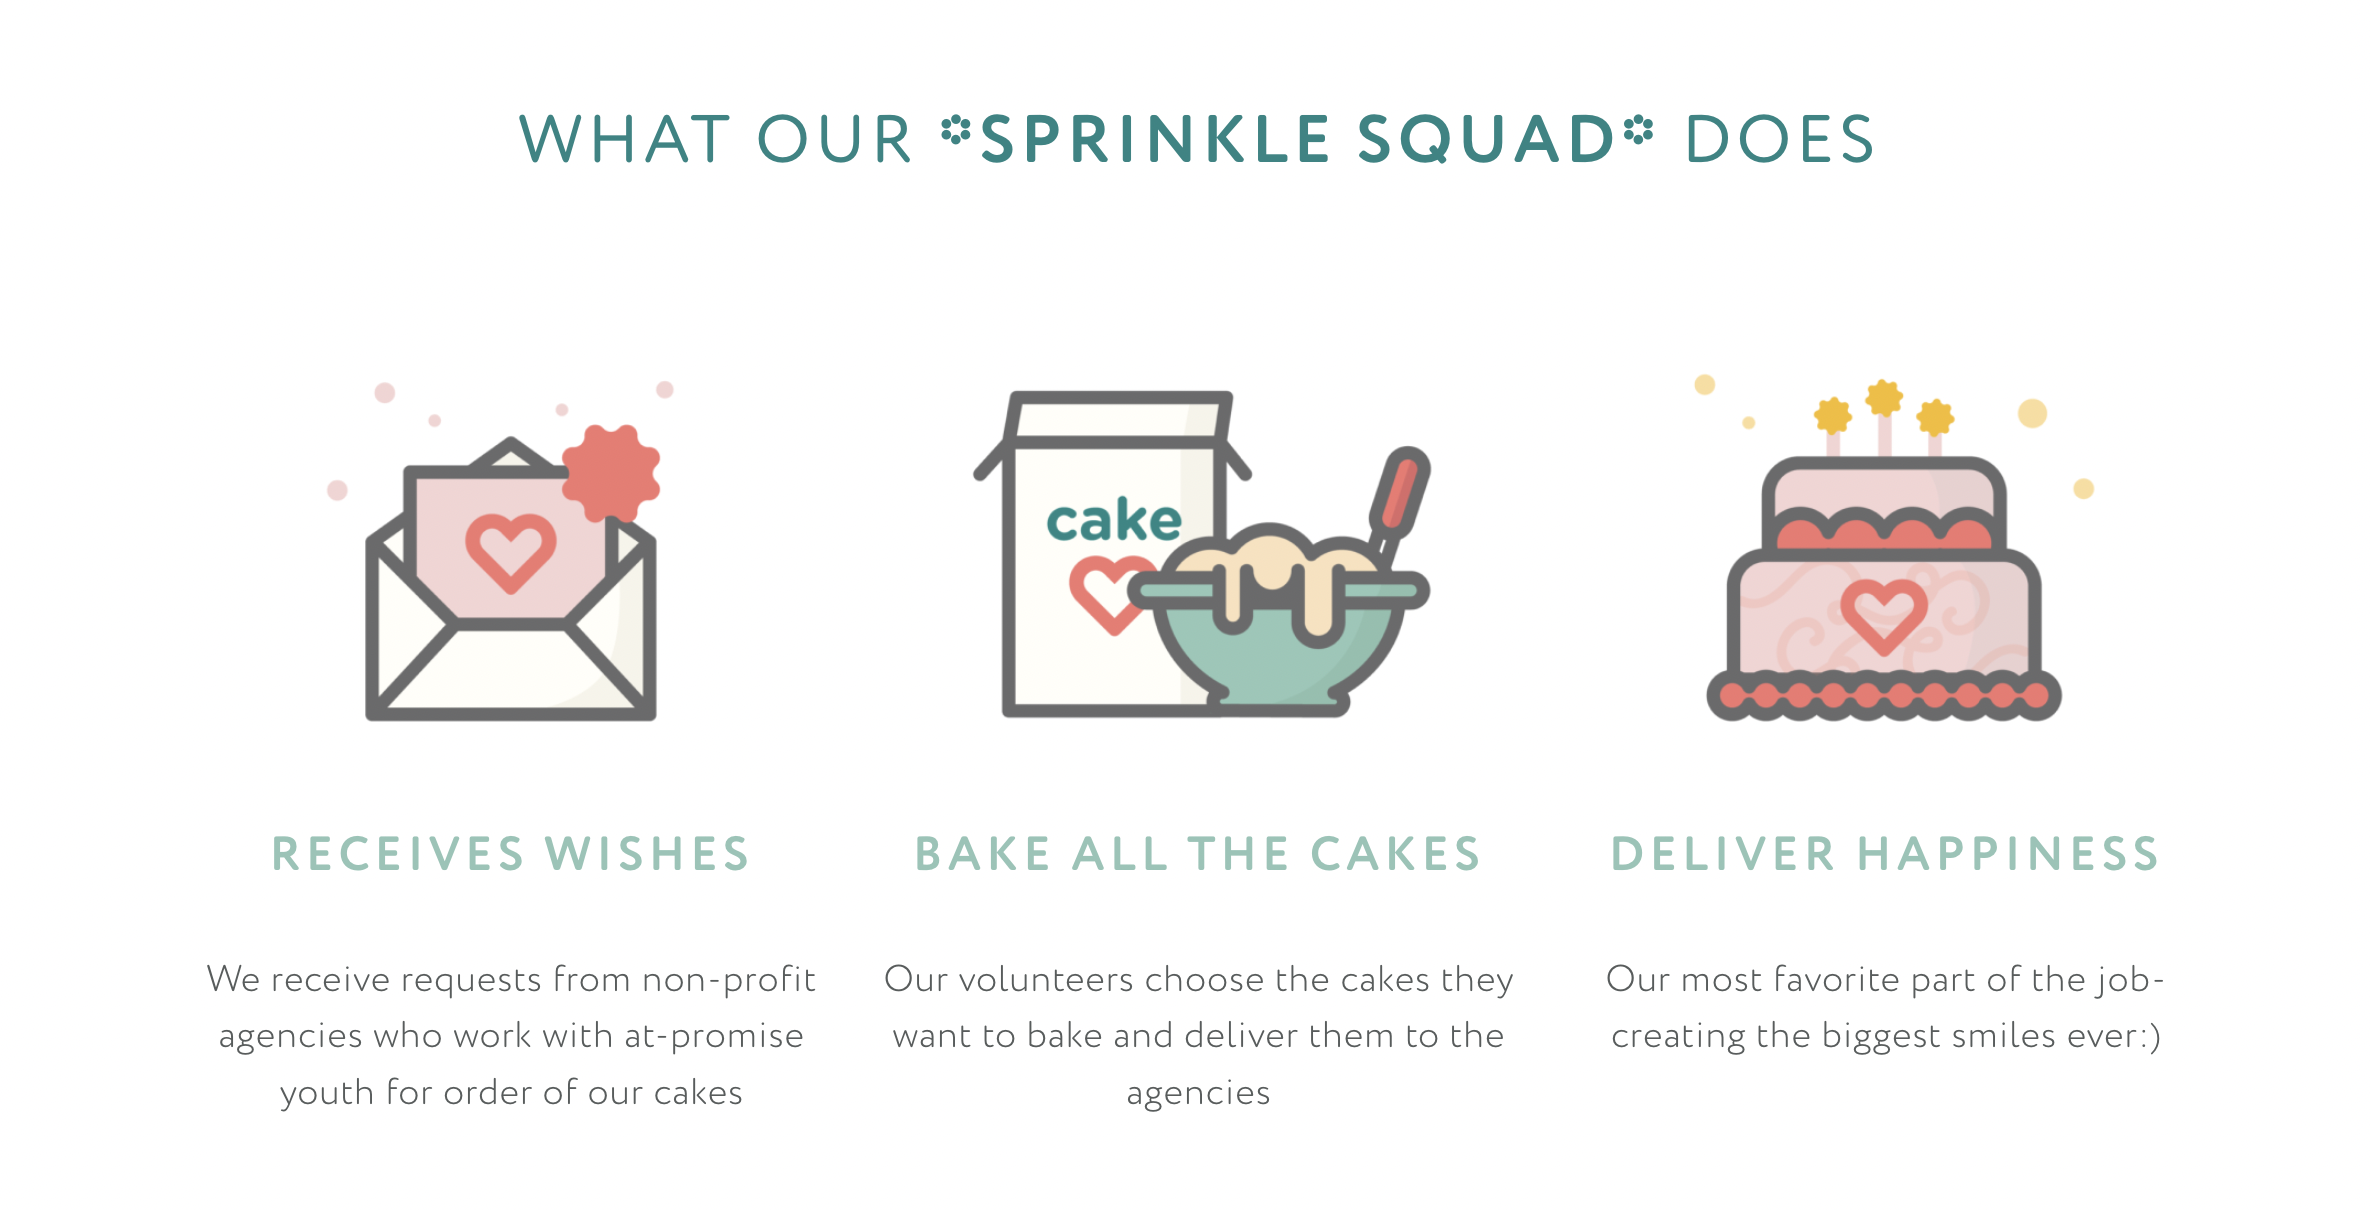 WHAT OUR *SPRINKLE SQUAD* DOES
cake
RECEIVES WISHES
We receive requests from non-profit
agencies who work with at-promise
youth for order of our cakes
BAKE ALL THE CAKES
Our volunteers choose the cakes they
want to bake and deliver them to the
agencies
DELIVER HAPPINESS
Our most favorite part of the job-
creating the biggest smiles ever:)